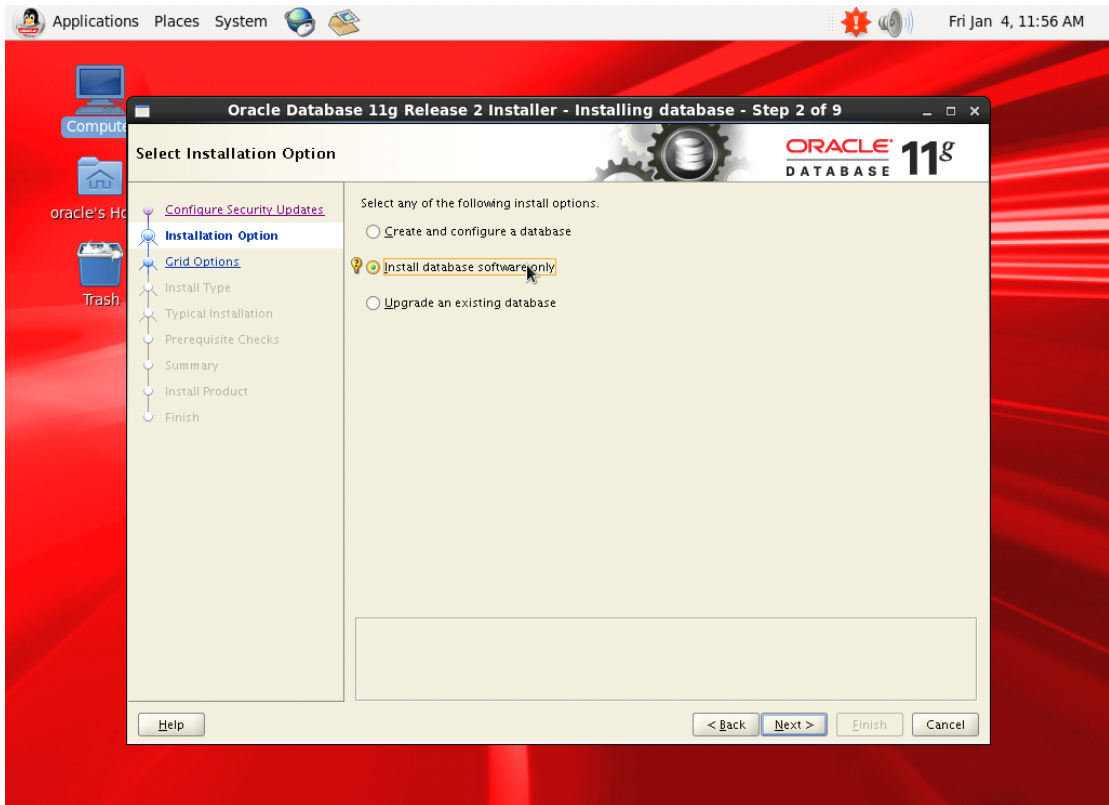 Applications Places System Fri Jan 4, 11:56 AM
Computer
oracle's Ho
Trash
Oracle Database 11g Release 2 Installer - Installing database - Step 2 of 9
Select Installation Option
ORACLE DATABASE 11g
Configure Security Updates
Installation Option
Grid Options
Install Type
Typical Installation
Prerequisite Checks
Summary
Install Product
Finish
Select any of the following install options.
Create and configure a database
Install database software only
Upgrade an existing database
Help
< Back Next > Finish Cancel